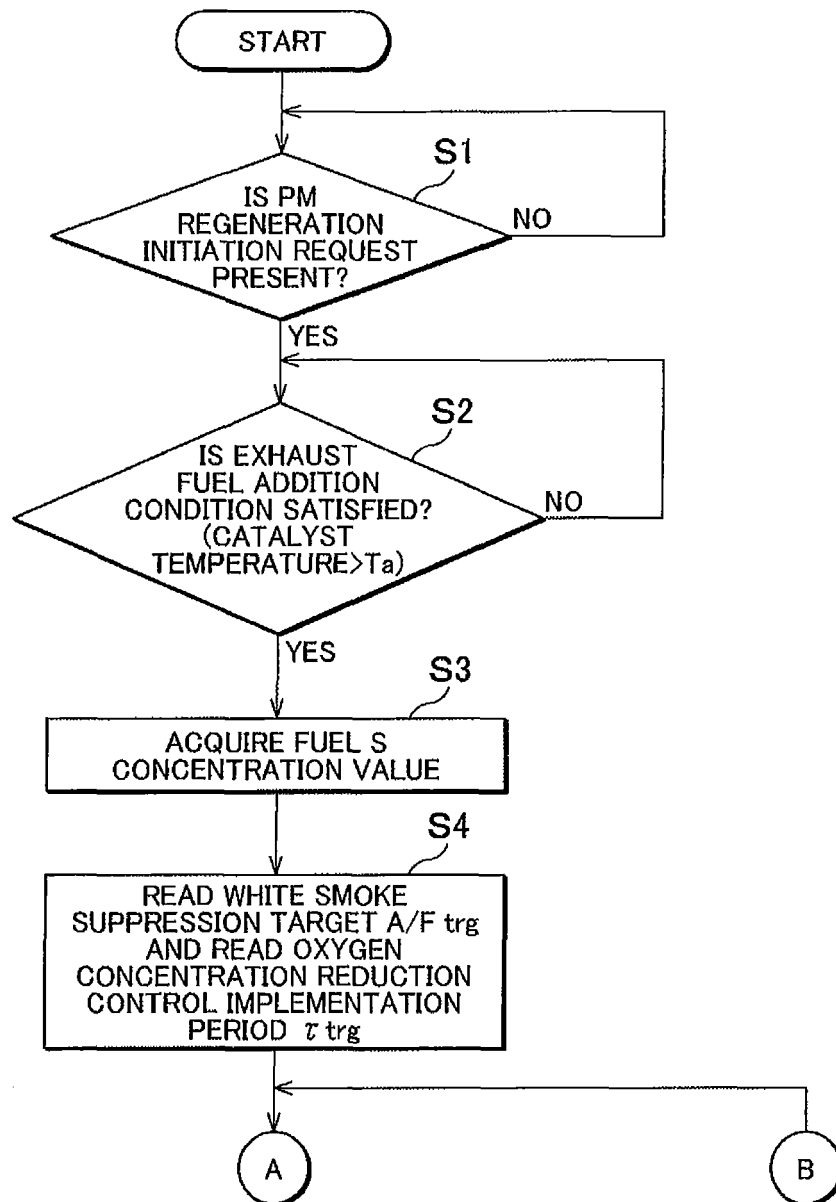 START
S1
IS PM
REGENERATION
INITIATION REQUEST
PRESENT?
NO
YES
S2
IS EXHAUST
FUEL ADDITION
CONDITION SATISFIED?
(CATALYST
TEMPERATURE>Ta)
NO
YES
S3
ACQUIRE FUEL S
CONCENTRATION VALUE
S4
READ WHITE SMOKE
SUPPRESSION TARGET A/F trg
AND READ OXYGEN
CONCENTRATION REDUCTION
CONTROL IMPLEMENTATION
PERIOD τ trg
A
B